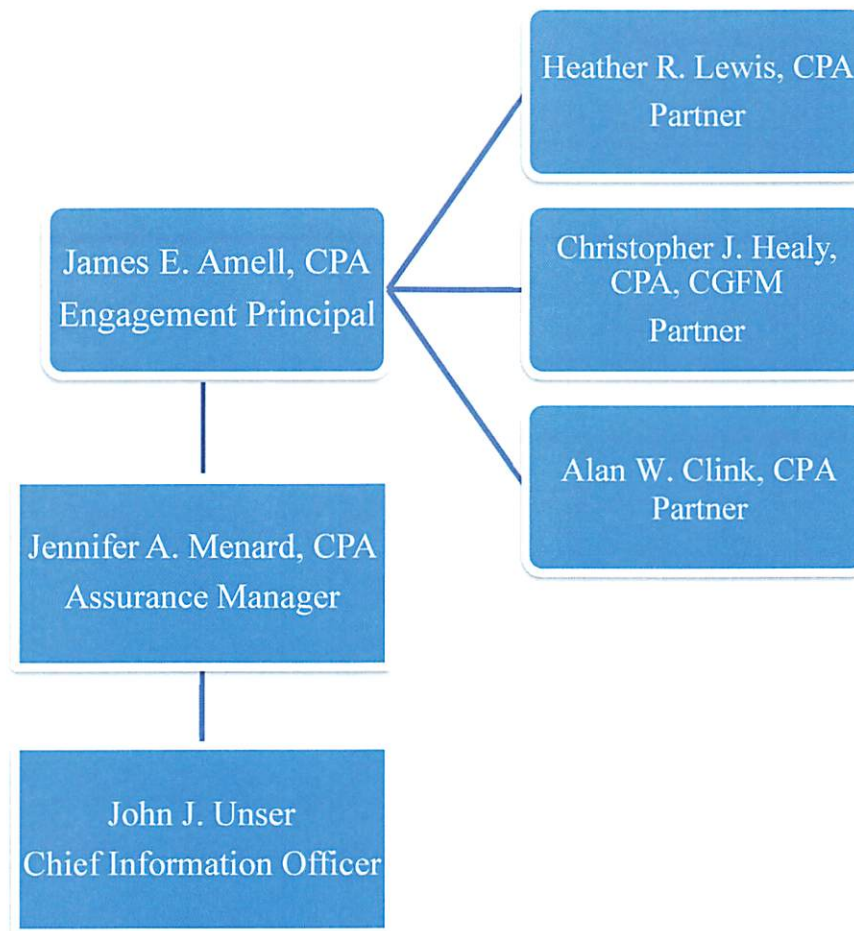 Heather R. Lewis, CPA
Partner
James E. Amell, CPA
Engagement Principal
Christopher J. Healy,
CPA, CGFM
Partner
Alan W. Clink, CPA
Partner
Jennifer A. Menard, CPA
Assurance Manager
John J. Unser
Chief Information Officer